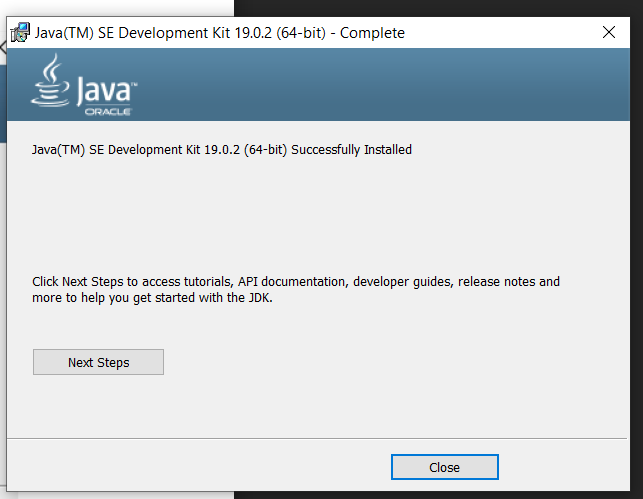 Java(TM) SE Development Kit 19.0.2 (64-bit) - Complete
Java™
ORACLE
Java(TM) SE Development Kit 19.0.2 (64-bit) Successfully Installed
Click Next Steps to access tutorials, API documentation, developer guides, release notes and
more to help you get started with the JDK.
Next Steps
Close